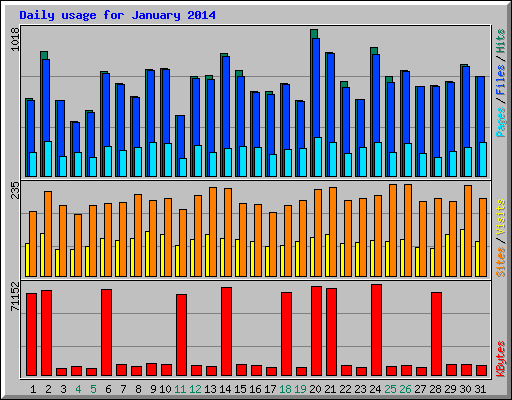 Daily usage for January 2014
1018
Pages / Files / Hits
235
Sites / Visits
71152
KBytes
1 2 3 4 5 6 7 8 9 10 11 12 13 14 15 16 17 18 19 20 21 22 23 24 25 26 27 28 29 30 31